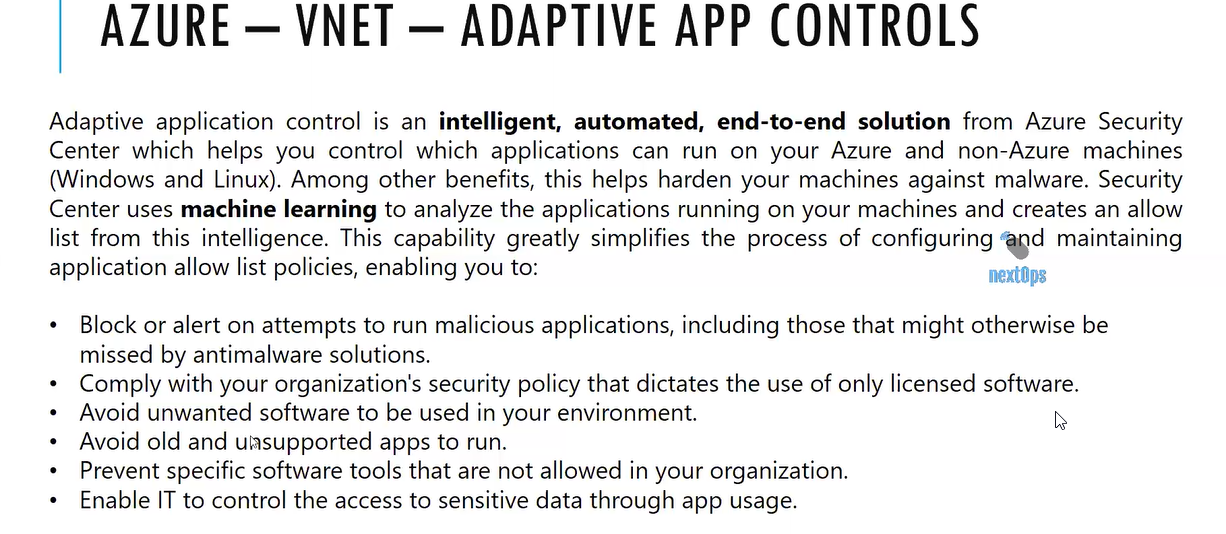 AZURE – VNET – ADAPTIVE APP CONTROLS
Adaptive application control is an intelligent, automated, end-to-end solution from Azure Security
Center which helps you control which applications can run on your Azure and non-Azure machines
(Windows and Linux). Among other benefits, this helps harden your machines against malware. Security
Center uses machine learning to analyze the applications running on your machines and creates an allow
list from this intelligence. This capability greatly simplifies the process of configuring and maintaining
application allow list policies, enabling you to:
nextOps
• Block or alert on attempts to run malicious applications, including those that might otherwise be
missed by antimalware solutions.
• Comply with your organization's security policy that dictates the use of only licensed software.
• Avoid unwanted software to be used in your environment.
• Avoid old and unsupported apps to run.
• Prevent specific software tools that are not allowed in your organization.
• Enable IT to control the access to sensitive data through app usage.